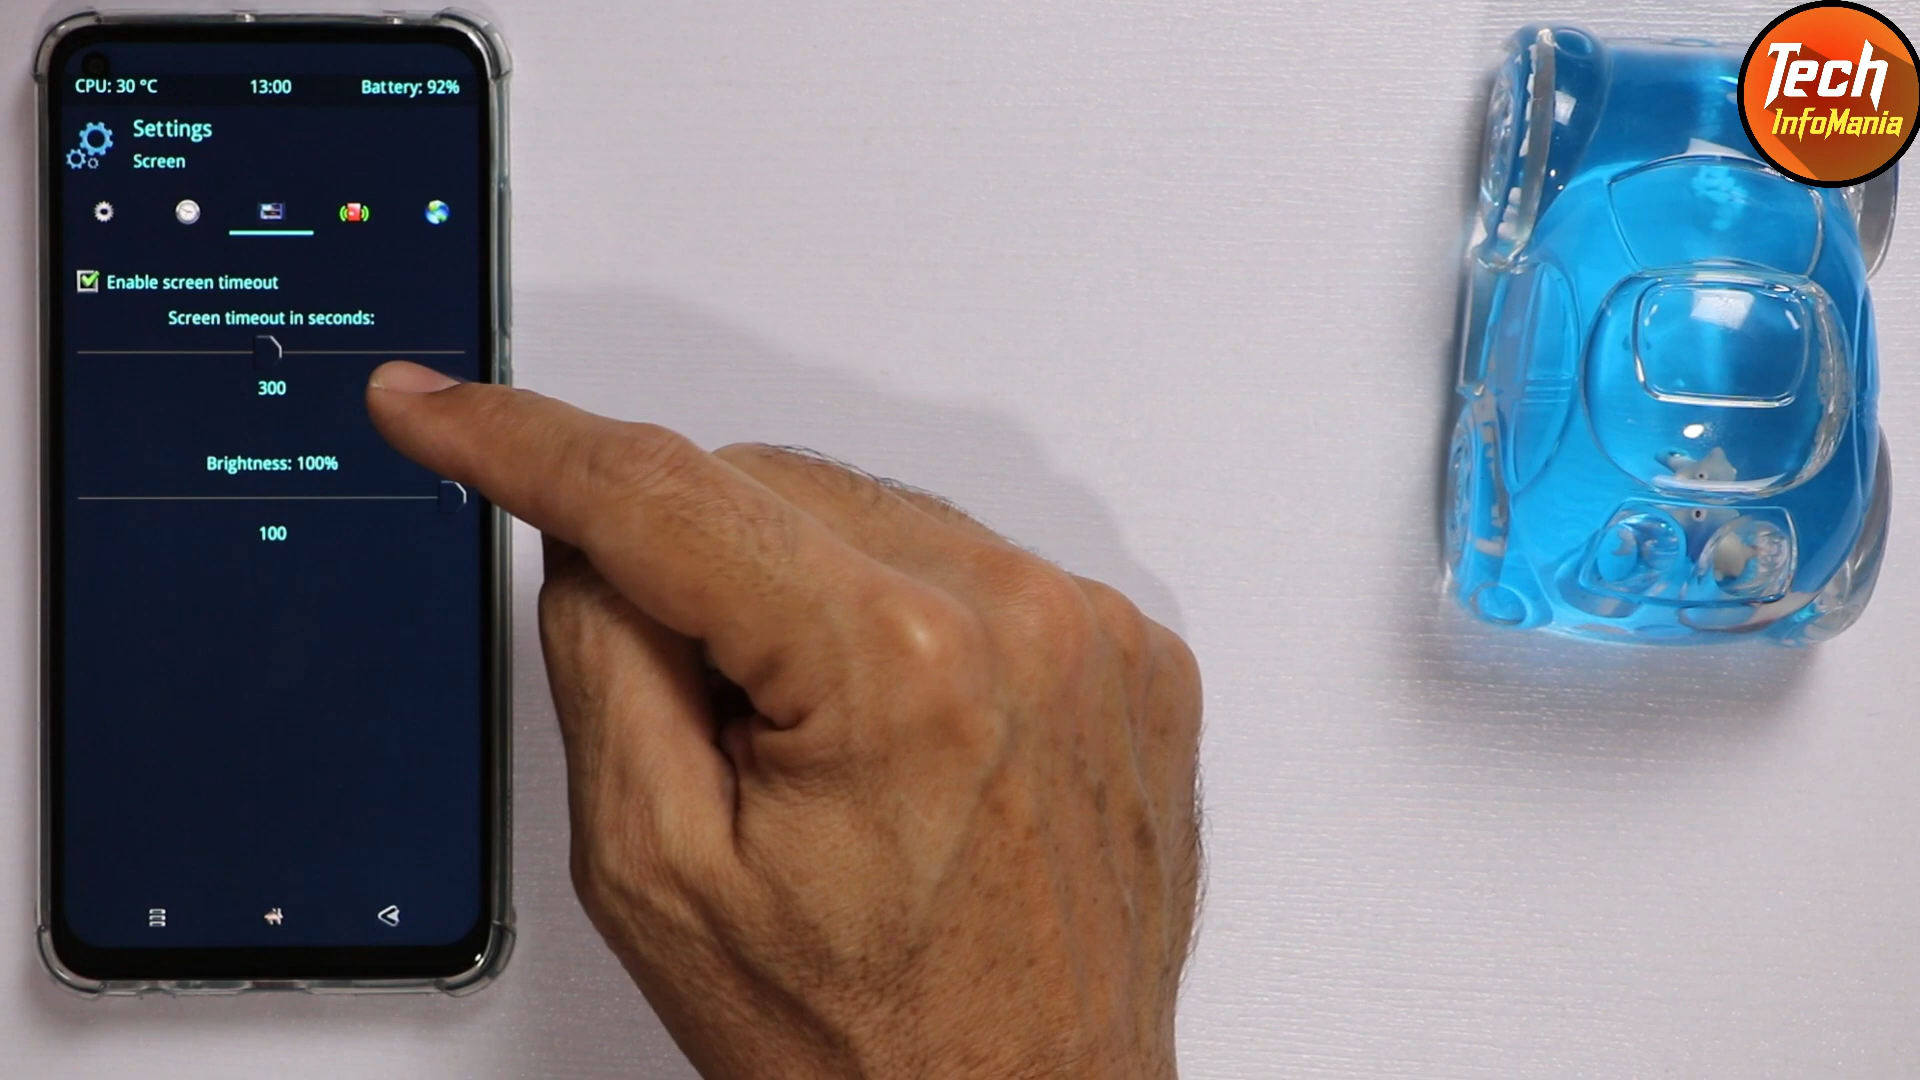 CPU: 30 °C 13:00 Battery: 92%
Settings
Screen
Enable screen timeout
Screen timeout in seconds:
300
Brightness: 100%
100
Tech
InfoMania